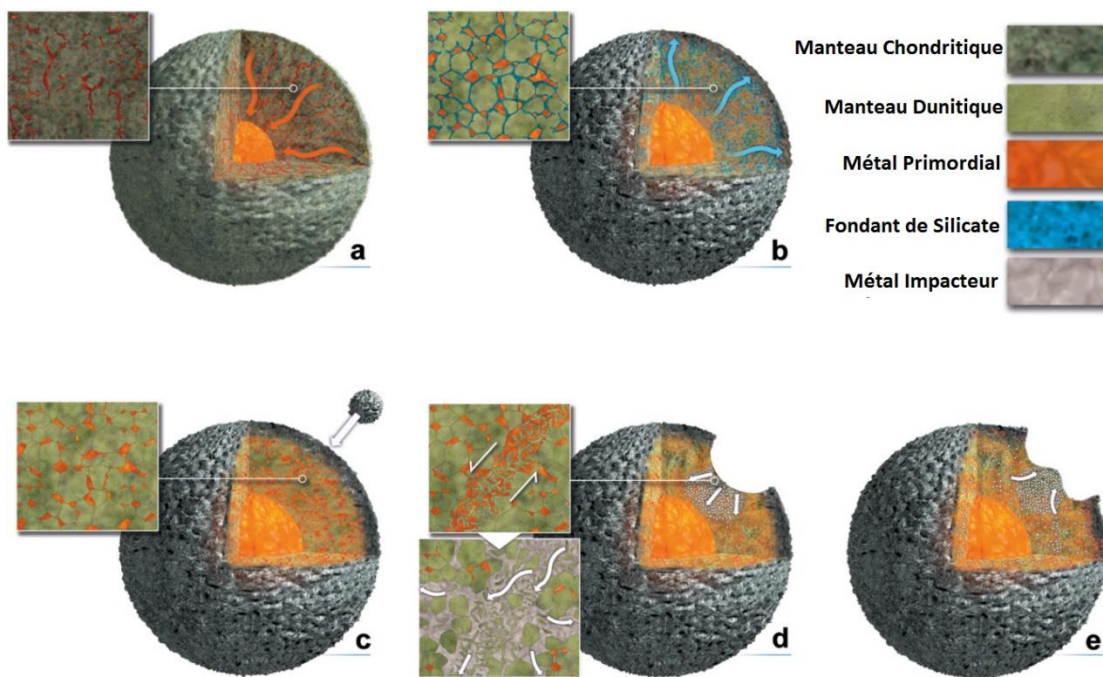 a
b
Manteau Chondritique
Manteau Dunitique
Métal Primordial
Fondant de Silicate
Métal Impacteur
c
d
e